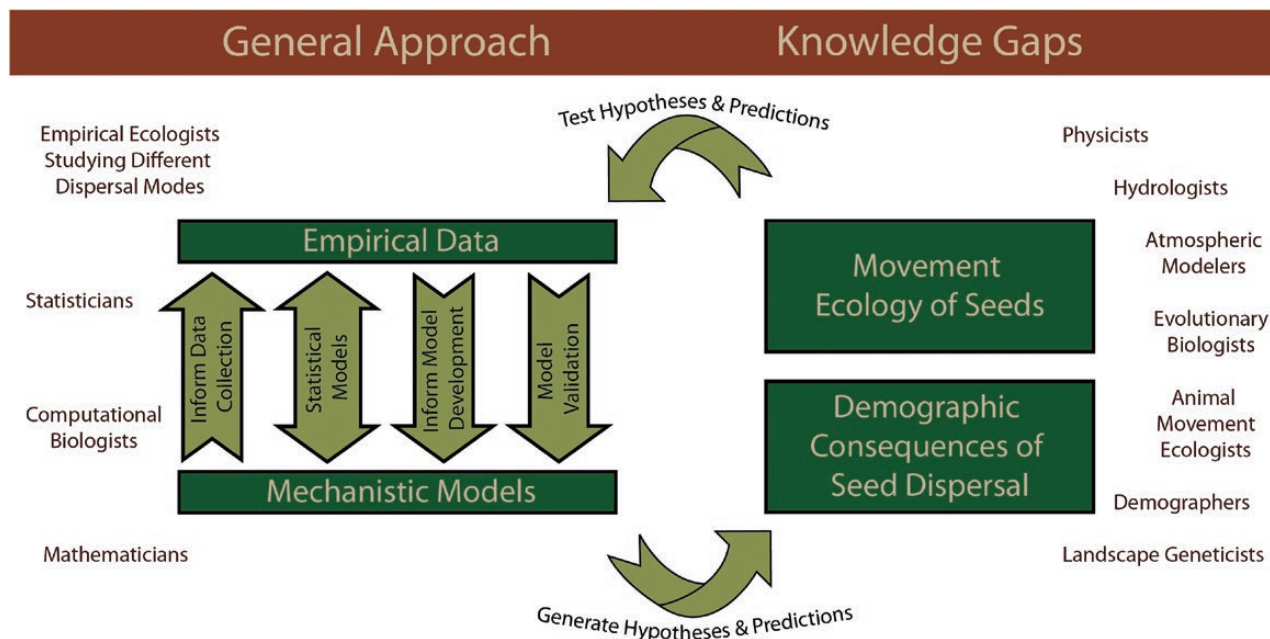 General Approach
Knowledge Gaps
Test Hypotheses & Predictions
Empirical Ecologists
Studying Different
Dispersal Modes
Statisticians
Computational
Biologists
Mathematicians
Empirical Data
Inform Data
Collection
Statistical
Models
Inform Model
Development
Model
Validation
Mechanistic Models
Generate Hypotheses & Predictions
Movement
Ecology of Seeds
Demographic
Consequences of
Seed Dispersal
Physicists
Hydrologists
Atmospheric
Modelers
Evolutionary
Biologists
Animal
Movement
Ecologists
Demographers
Landscape Geneticists